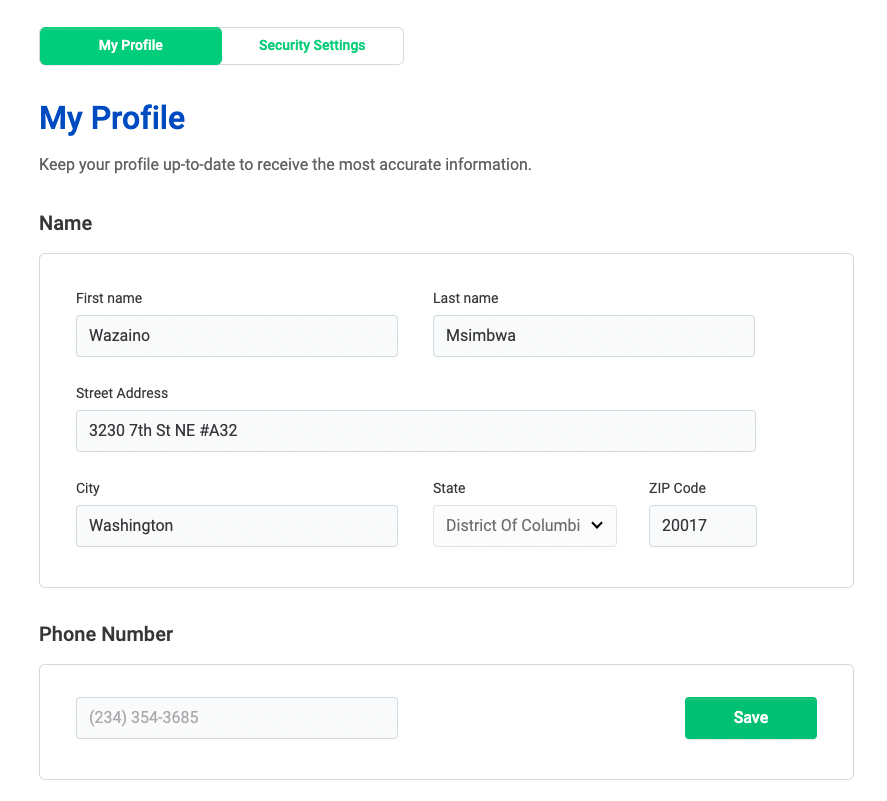 My Profile Security Settings
My Profile
Keep your profile up-to-date to receive the most accurate information.
Name
First name Last name
Wazaino Msimbwa
Street Address
3230 7th St NE #A32
City State ZIP Code
Washington District Of Columbi 20017
Phone Number
(234) 354-3685 Save